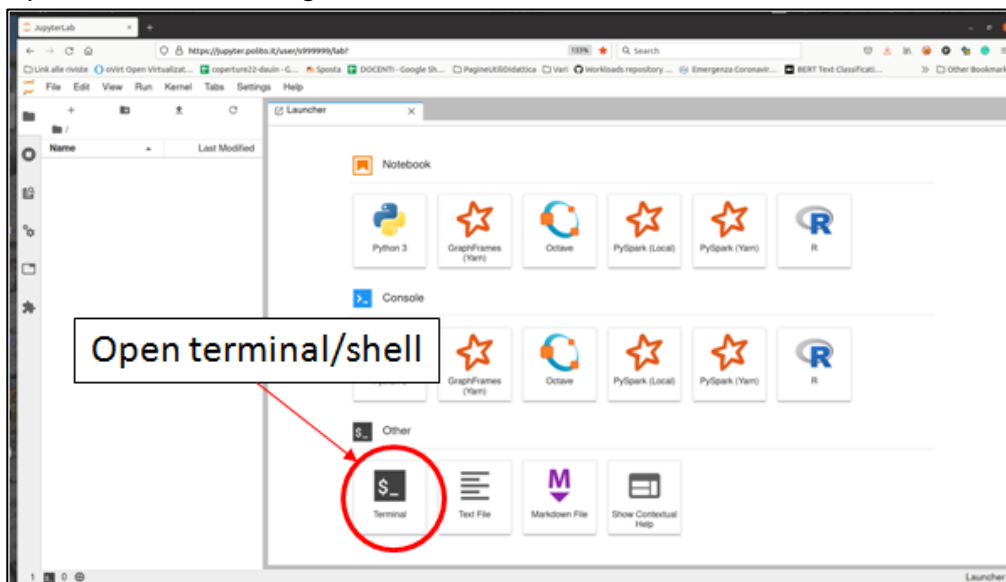 JupyterLab
https://jupyter.polito.it/user/s999999/lab?
133%
Search
Link alle riviste
oVirt Open Virtualizat...
coperture22-dauin - G...
Sposta
DOCENTI - Google Sh...
PagineUtiliDidattica
Vari
Workloads repository ...
Emergenza Coronavir...
BERT Text Classificati...
Other Bookmark
File Edit View Run Kernel Tabs Settings Help
Launcher
/
Name
Last Modified
Notebook
Python 3
GraphFrames
(Yarn)
Octave
PySpark (Local)
PySpark (Yarn)
R
Console
Open terminal/shell
GraphFrames
(Yarn)
Octave
PySpark (Local)
PySpark (Yarn)
R
$_ Other
$_
Terminal
Text File
M
Markdown File
Show Contextual
Help
1
0
Launcher